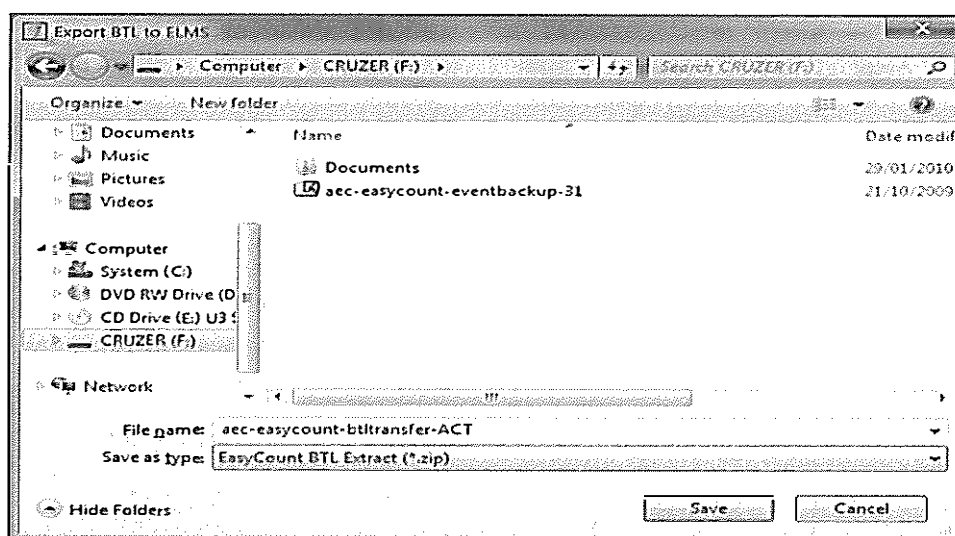 Export BTL to ELMS
Computer CRUZER (F:) Search CRUZER (F:)
Organize New folder
Name Date modif
Documents
Music
Pictures
Videos
Documents 29/01/2010
aec-easycount-eventbackup-31 21/10/2009
Computer
System (C:)
DVD RW Drive (D
CD Drive (E:) U3 S
CRUZER (F:)
Network
File name: aec-easycount-btltransfer-ACT
Save as type: EasyCount BTL Extract (*.zip)
Hide Folders Save Cancel